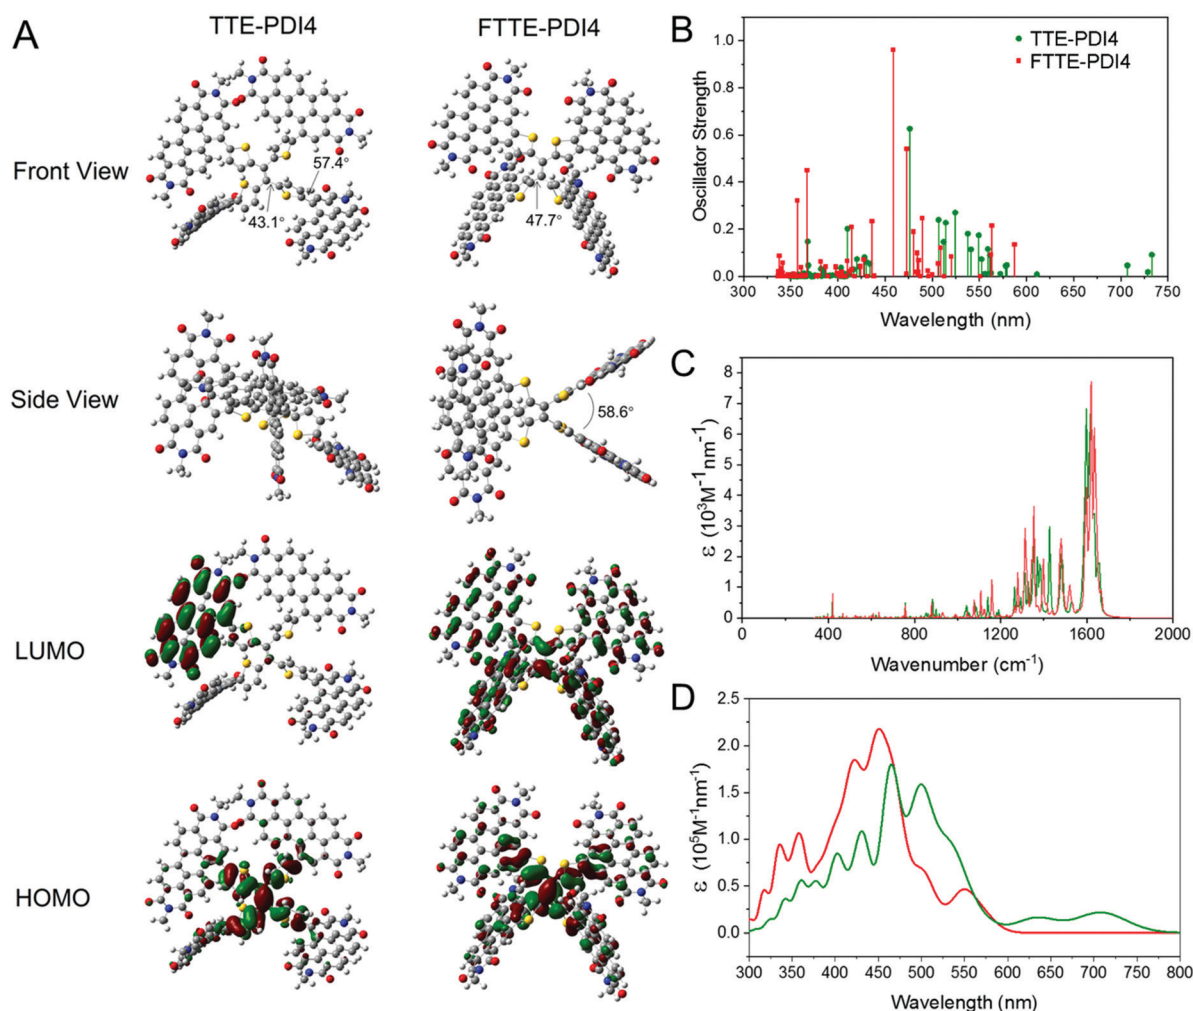 A
TTE-PDI4
FTTE-PDI4
Front View
57.4°
43.1°
47.7°
Side View
58.6°
LUMO
HOMO
B
TTE-PDI4
FTTE-PDI4
Oscillator Strength
1.0
0.8
0.6
0.4
0.2
0.0
300 350 400 450 500 550 600 650 700 750
Wavelength (nm)
C
ε (10³M⁻¹nm⁻¹)
8
7
6
5
4
3
2
1
0
0 400 800 1200 1600 2000
Wavenumber (cm⁻¹)
D
ε (10⁵M⁻¹nm⁻¹)
2.5
2.0
1.5
1.0
0.5
0.0
300 350 400 450 500 550 600 650 700 750 800
Wavelength (nm)